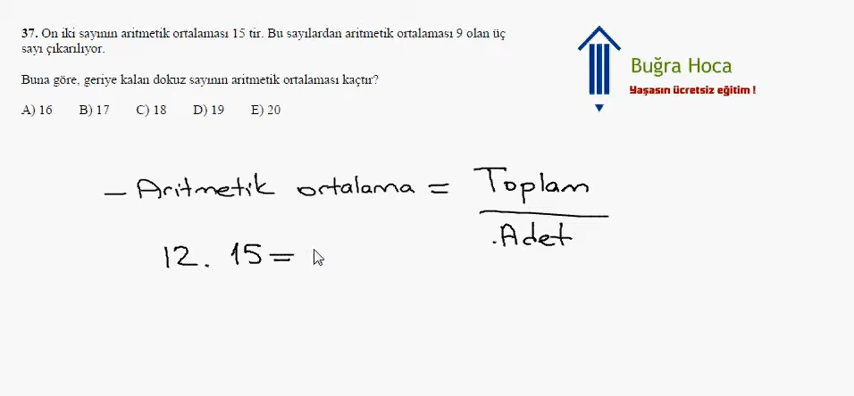 37. On iki sayının aritmetik ortalaması 15 tir. Bu sayılardan aritmetik ortalaması 9 olan üç
sayı çıkarılıyor.
Buna göre, geriye kalan dokuz sayının aritmetik ortalaması kaçtır?
A) 16 B) 17 C) 18 D) 19 E) 20
Buğra Hoca
Yaşasın ücretsiz eğitim !
- Aritmetik ortalama = Toplam
.Adet
12. 15 =